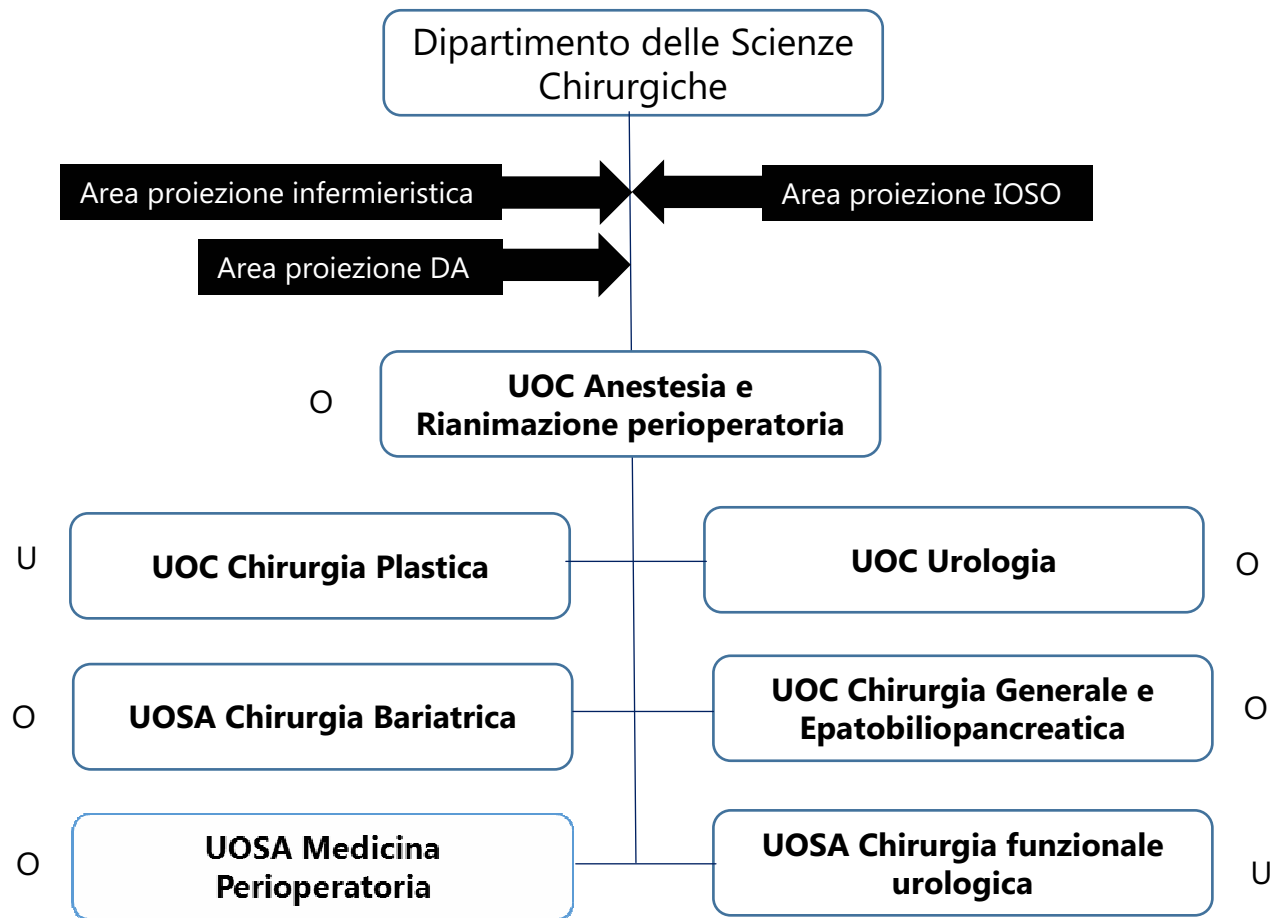 Dipartimento delle Scienze
Chirurgiche
Area proiezione infermieristica
Area proiezione IOSO
Area proiezione DA
O
UOC Anestesia e
Rianimazione perioperatoria
U
UOC Chirurgia Plastica
UOC Urologia
O
O
UOSA Chirurgia Bariatrica
UOC Chirurgia Generale e
Epatobiliopancreatica
O
O
UOSA Medicina
Perioperatoria
UOSA Chirurgia funzionale
urologica
U